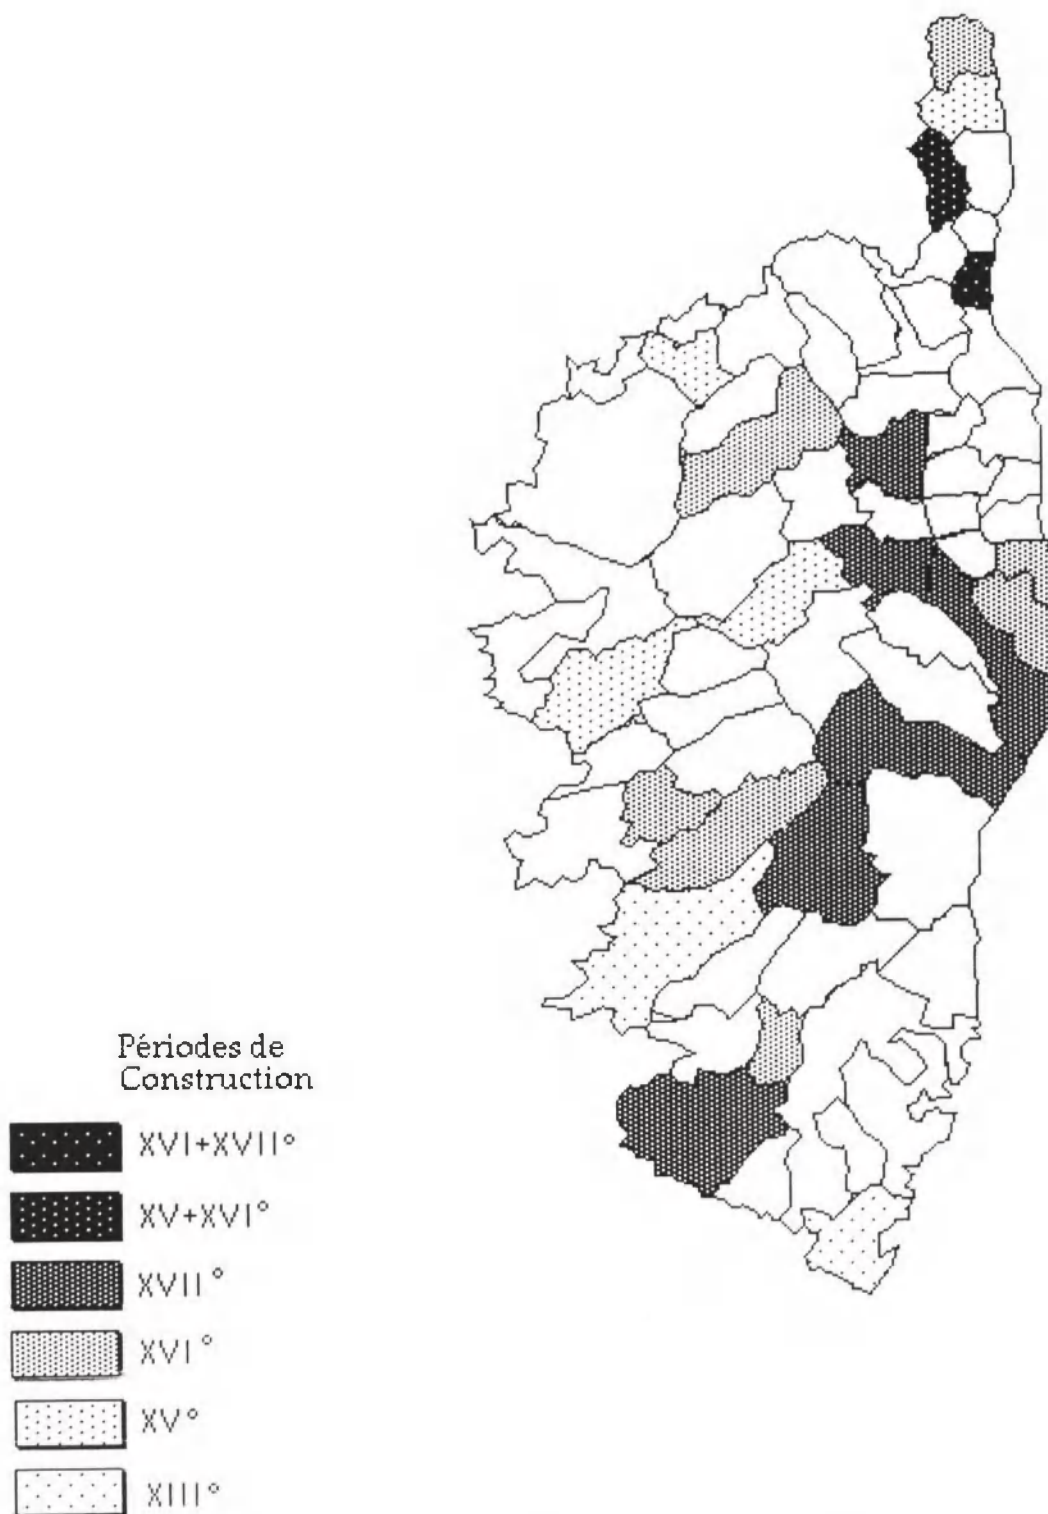 Périodes de
Construction
XVI+XVII°
XV+XVI°
XVII°
XVI°
XV°
XIII°